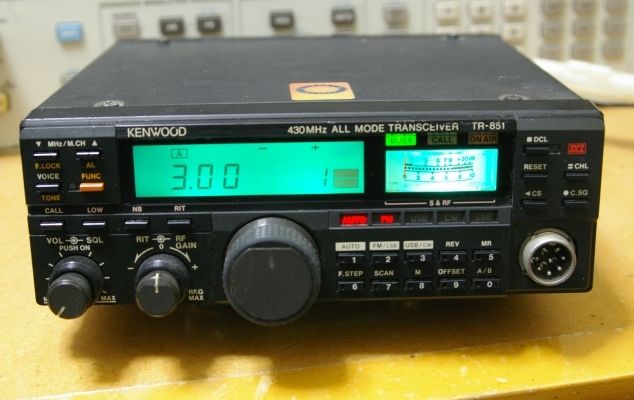 KENWOOD 430MHz ALL MODE TRANSCEIVER TR-851
▼ MHz/M.CH ▲
BUSY CALL ON AIR
■ DCL DCL
F.LOCK AL
A − +
3.00 1
VOICE FUNC
RESET CHL
TONE
S & RF
◄CS ●C.SQ
CALL LOW NB RIT
AUTO FM USB CW LSB
VOL SQL
PUSH ON
RIT RF
0 GAIN
− +
AUTO FM/LSB USB/CW REV MR
1 2 3 4 5
F.STEP SCAN M OFFSET A/B
6 7 8 9 0
MAX
RF.G
MAX